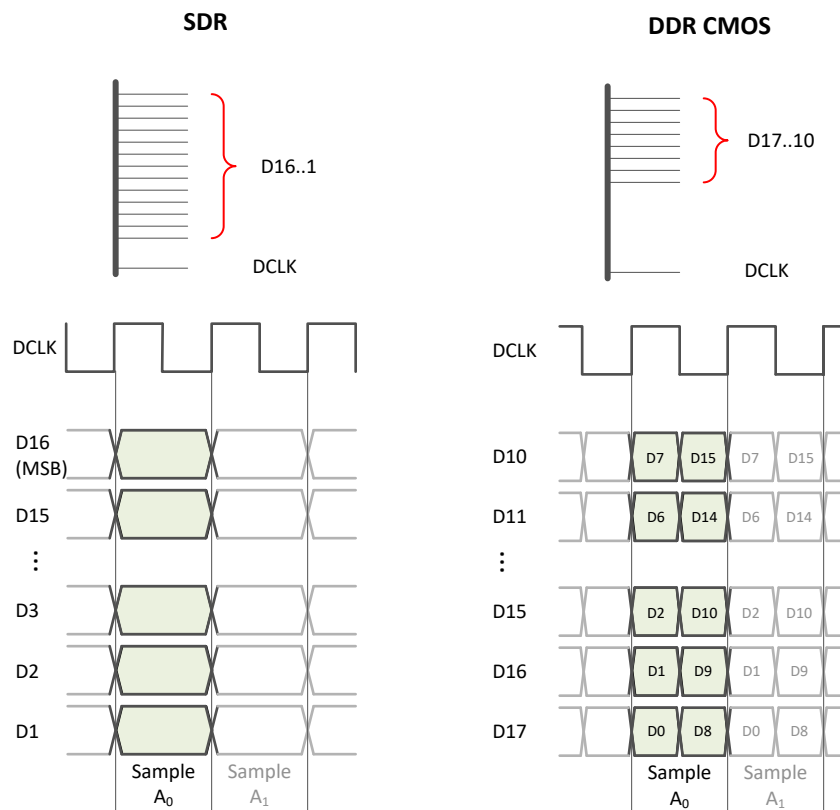 SDR
DDR CMOS
D16..1
DCLK
D17..10
DCLK
DCLK
D16
(MSB)
D15
⋮
D3
D2
D1
Sample
A0
Sample
A1
DCLK
D10
D7 D15 D7 D15
D11
D6 D14 D6 D14
⋮
D15
D2 D10 D2 D10
D16
D1 D9 D1 D9
D17
D0 D8 D0 D8
Sample
A0
Sample
A1